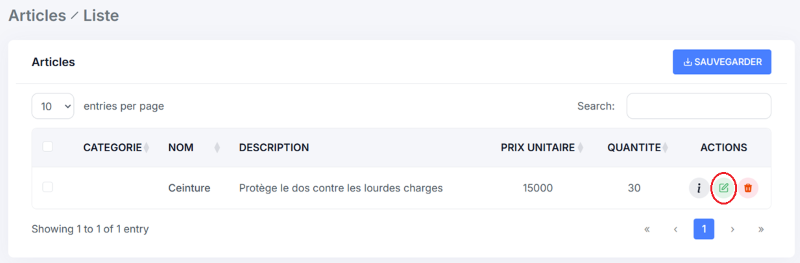 Articles / Liste
Articles
SAUVEGARDER
10 entries per page Search:
CATEGORIE NOM DESCRIPTION PRIX UNITAIRE QUANTITE ACTIONS
Ceinture Protège le dos contre les lourdes charges 15000 30 i
Showing 1 to 1 of 1 entry « ‹ 1 › »